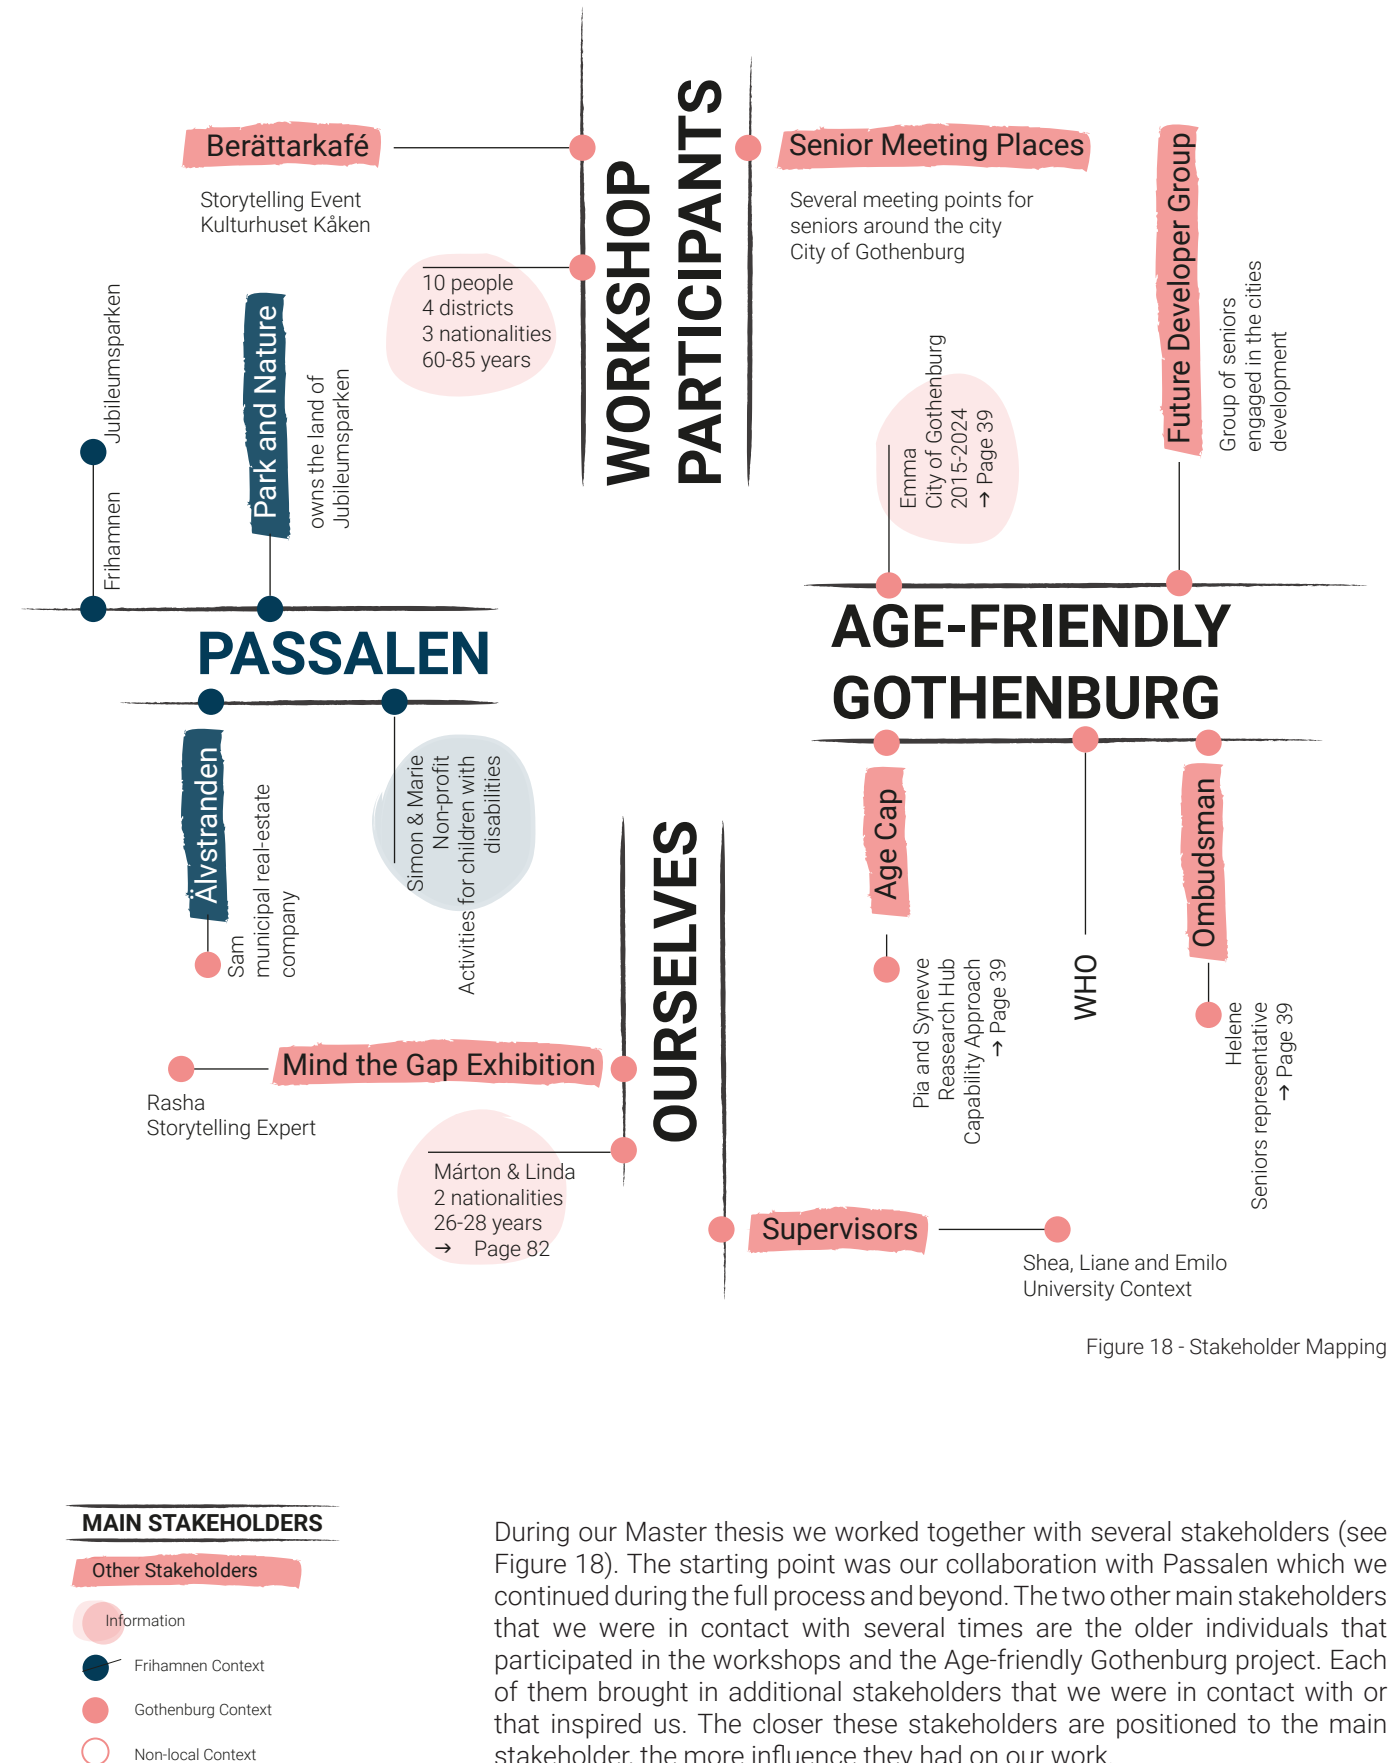 WORKSHOP
PARTICIPANTS
Berättarkafé
Storytelling Event
Kulturhuset Kåken
10 people
4 districts
3 nationalities
60-85 years
Senior Meeting Places
Several meeting points for
seniors around the city
City of Gothenburg
Jubileumsparken
Frihamnen
Park and Nature
owns the land of
Jubileumsparken
PASSALEN
Älvstranden
Sam
municipal real-estate
company
Simon & Marie
Non-profit
Activities for children with
disabilities
Emma
City of Gothenburg
2015-2024
→ Page 39
Future Developer Group
Group of seniors
engaged in the cities
development
AGE-FRIENDLY
GOTHENBURG
Age Cap
Pia and Synevve
Reasearch Hub
Capability Approach
→ Page 39
WHO
Ombudsman
Helene
Seniors representative
→ Page 39
OURSELVES
Mind the Gap Exhibition
Rasha
Storytelling Expert
Márton & Linda
2 nationalities
26-28 years
→ Page 82
Supervisors
Shea, Liane and Emilo
University Context
Figure 18 - Stakeholder Mapping
MAIN STAKEHOLDERS
Other Stakeholders
Information
Frihamnen Context
Gothenburg Context
Non-local Context
During our Master thesis we worked together with several stakeholders (see
Figure 18). The starting point was our collaboration with Passalen which we
continued during the full process and beyond. The two other main stakeholders
that we were in contact with several times are the older individuals that
participated in the workshops and the Age-friendly Gothenburg project. Each
of them brought in additional stakeholders that we were in contact with or
that inspired us. The closer these stakeholders are positioned to the main
stakeholder, the more influence they had on our work.